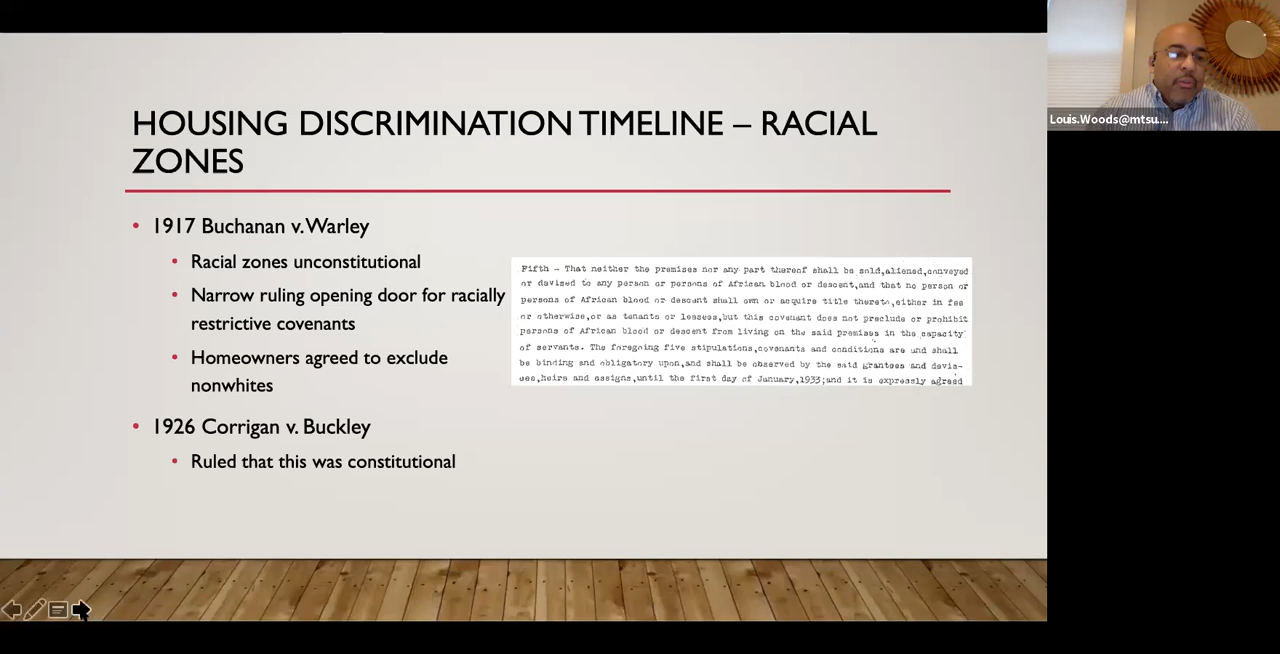 HOUSING DISCRIMINATION TIMELINE – RACIAL
ZONES
• 1917 Buchanan v. Warley
• Racial zones unconstitutional
• Narrow ruling opening door for racially
restrictive covenants
• Homeowners agreed to exclude
nonwhites
• 1926 Corrigan v. Buckley
• Ruled that this was constitutional
Fifth - That neither the premises nor any part thereof shall be sold,aliened,conveyed
or devised to any person or persons of African blood or descent,and that no person or
persons of African blood or descent shall own or acquire title thereto,either in fee
or otherwise,or as tenants or lessees,but this covenant does not preclude or prohibit
persons of African blood or descent from living on the said premises in the capacity
of servants. The foregoing five stipulations,covenants and conditions are and shall
be binding and obligatory upon,and shall be observed by the said grantees and devis-
ees,heirs and assigns,until the first day of January,1933;and it is expressly agreed
Louis.Woods@mtsu....